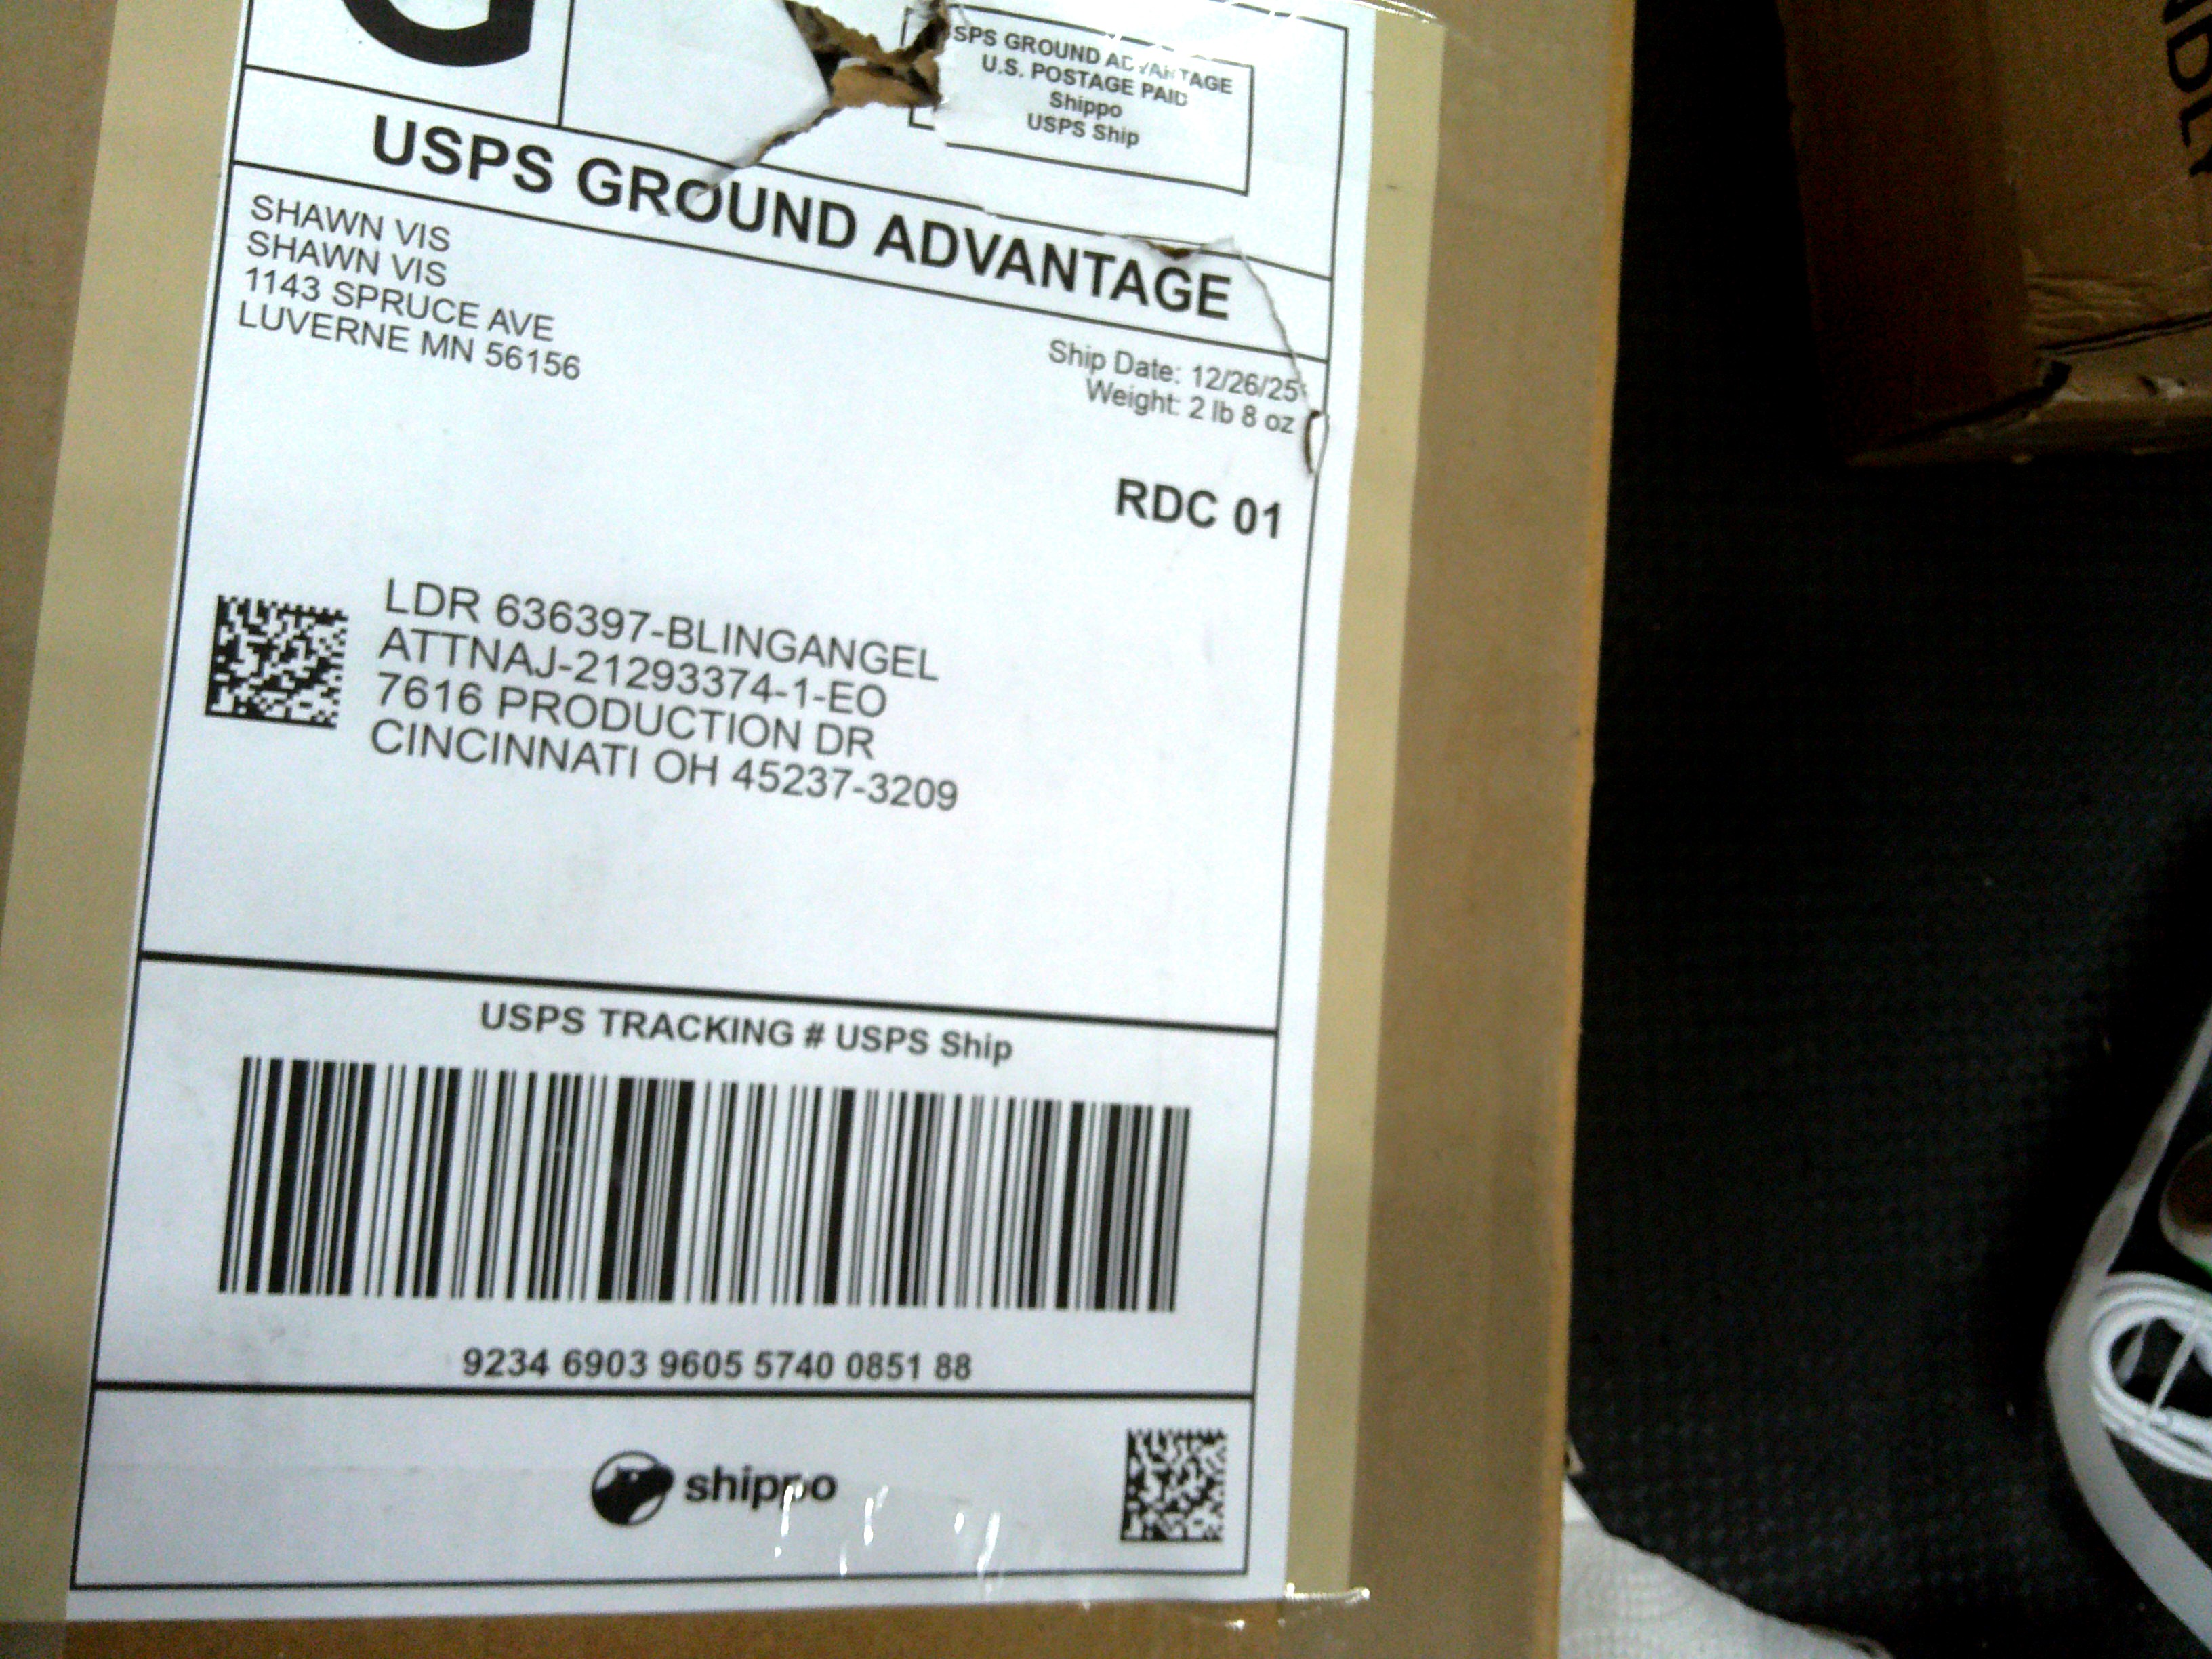 G
SPS GROUND ADVANTAGE
U.S. POSTAGE PAID
Shippo
USPS Ship
USPS GROUND ADVANTAGE
SHAWN VIS
SHAWN VIS
1143 SPRUCE AVE
LUVERNE MN 56156
Ship Date: 12/26/25
Weight: 2 lb 8 oz
RDC 01
LDR 636397-BLINGANGEL
ATTNAJ-21293374-1-EO
7616 PRODUCTION DR
CINCINNATI OH 45237-3209
USPS TRACKING # USPS Ship
9234 6903 9605 5740 0851 88
shippo